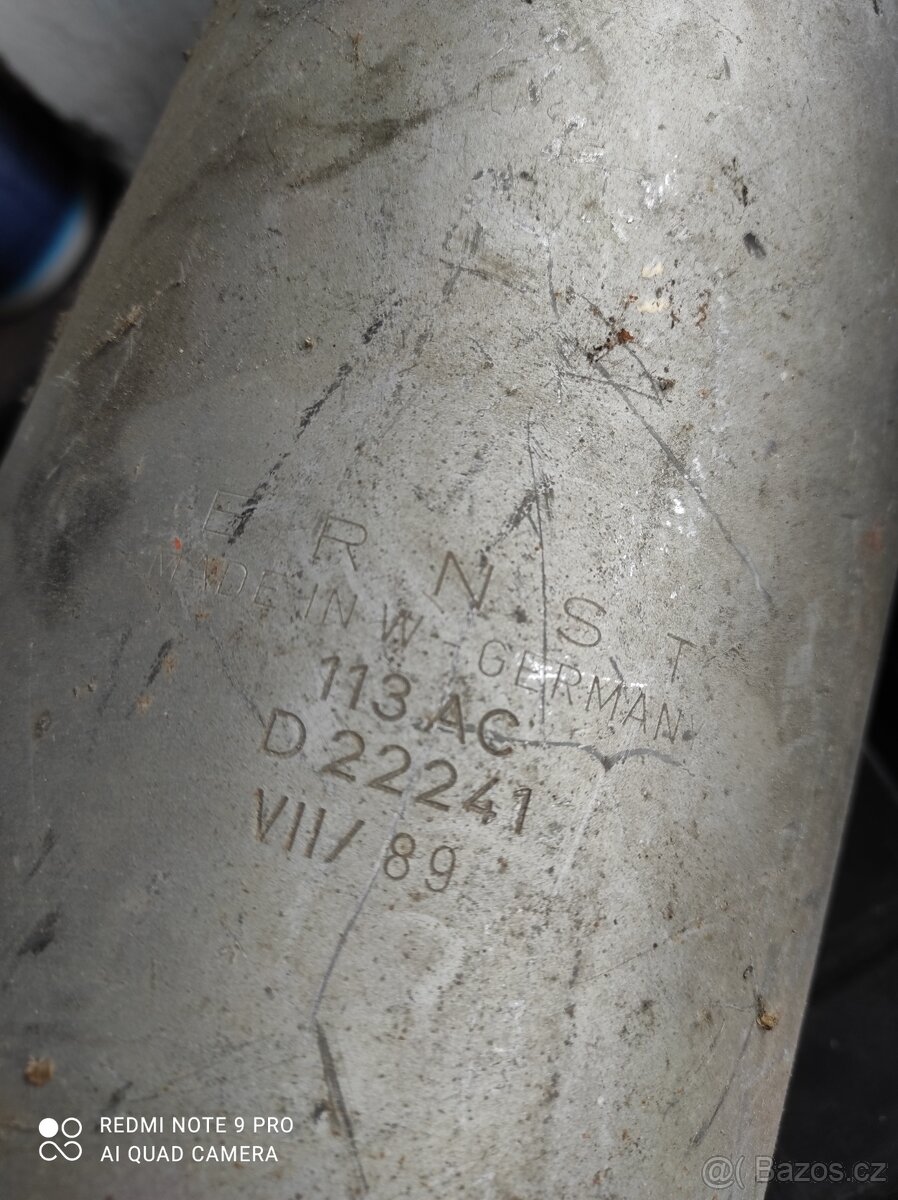 ERNST
MADE IN W-GERMANY
113 AC
D 22241
VII/89
REDMI NOTE 9 PRO
AI QUAD CAMERA
@( Bazos.cz